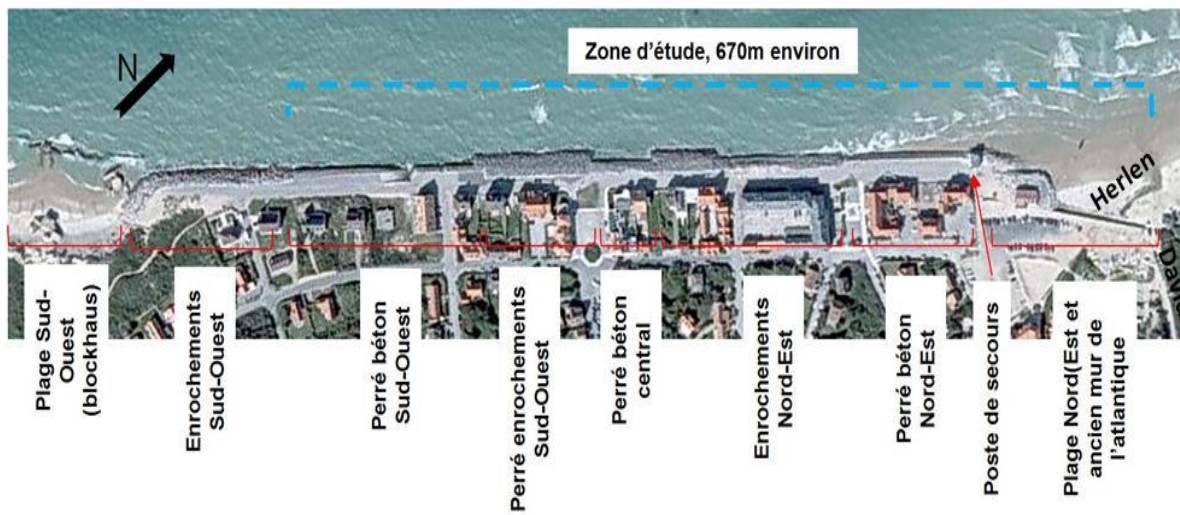 Zone d'étude, 670m environ
N
Herlen
Plage Sud-
Ouest
(blockhaus)
Enrochements
Sud-Ouest
Perré béton
Sud-Ouest
Perré enrochements
Sud-Ouest
Perré béton
central
Enrochements
Nord-Est
Perré béton
Nord-Est
Poste de secours
Plage Nord(Est et
ancien mur de
l'atlantique